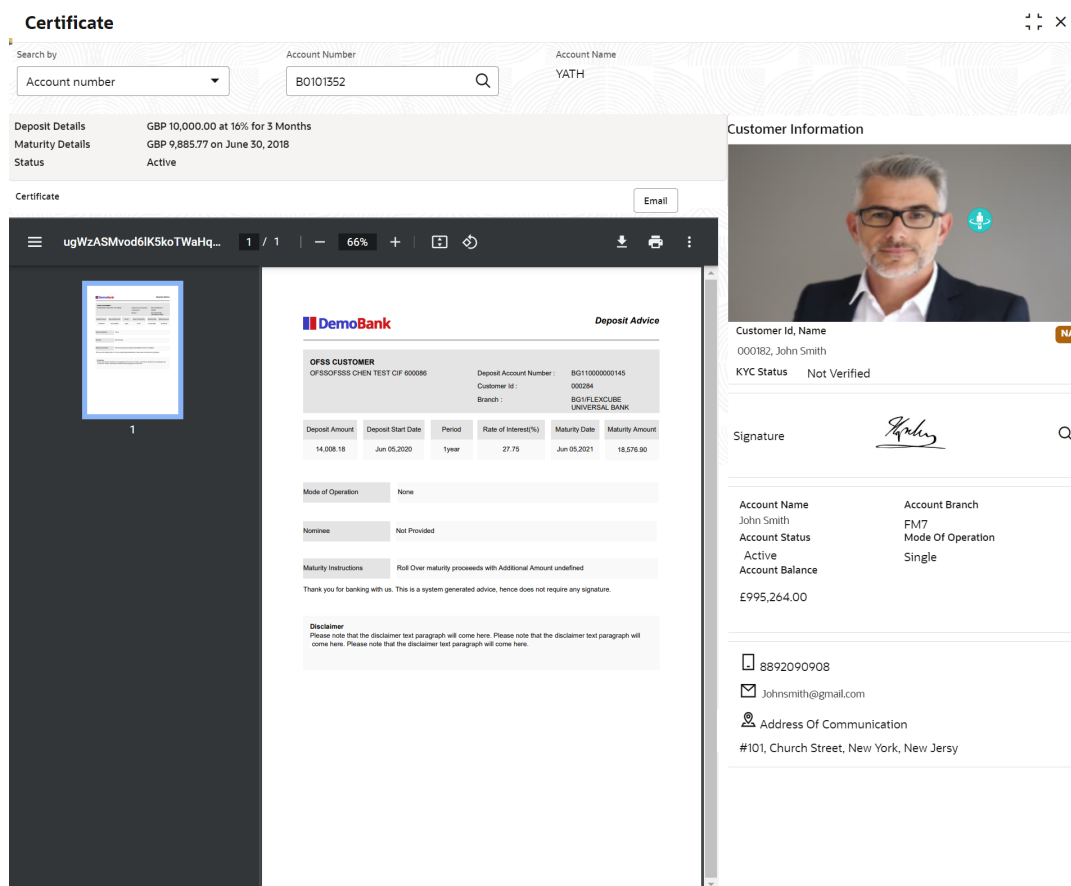 Certificate
Search by
Account number
Account Number
B0101352
Account Name
YATH
Deposit Details GBP 10,000.00 at 16% for 3 Months
Maturity Details GBP 9,885.77 on June 30, 2018
Status Active
Certificate
Email
ugWzASMvod6lK5koTWaHq... 1 / 1 — 66% +
1
DemoBank
Deposit Advice
OFSS CUSTOMER
OFSSOFSSS CHEN TEST CIF 600086
Deposit Account Number : BG110000000145
Customer Id : 000284
Branch : BG1/FLEXCUBE
UNIVERSAL BANK
Deposit Amount Deposit Start Date Period Rate of Interest(%) Maturity Date Maturity Amount
14,008.18 Jun 05,2020 1year 27.75 Jun 05,2021 18,576.90
Mode of Operation None
Nominee Not Provided
Maturity Instructions Roll Over maturity proceeeds with Additional Amount undefined
Thank you for banking with us. This is a system generated advice, hence does not require any signature.
Disclaimer
Please note that the disclaimer text paragraph will come here. Please note that the disclaimer text paragraph will
come here. Please note that the disclaimer text paragraph will come here.
Customer Information
Customer Id, Name
NA
000182, John Smith
KYC Status Not Verified
Signature
Account Name
John Smith
Account Branch
FM7
Account Status
Active
Mode Of Operation
Single
Account Balance
£995,264.00
8892090908
Johnsmith@gmail.com
Address Of Communication
#101, Church Street, New York, New Jersy